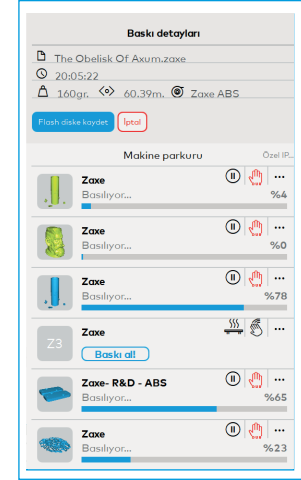 Baskı detayları
The Obelisk Of Axum.zaxe
20:05:22
160gr. 60.39m. Zaxe ABS
Flash diske kaydet İptal
Makine parkuru Özel IP...
Zaxe
Basılıyor... %4
Zaxe
Basılıyor... %0
Zaxe
Basılıyor... %78
Z3
Zaxe
Baskı al!
Zaxe- R&D - ABS
Basılıyor... %65
Zaxe
Basılıyor... %23